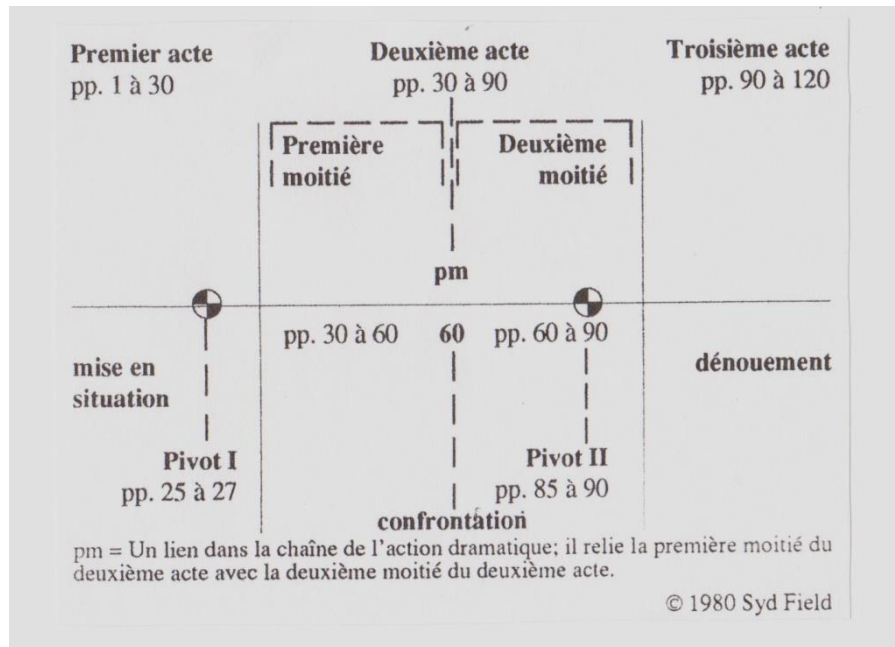 Premier acte
pp. 1 à 30
Deuxième acte
pp. 30 à 90
Troisième acte
pp. 90 à 120
Première
moitié
Deuxième
moitié
pm
pp. 30 à 60
60
pp. 60 à 90
mise en
situation
dénouement
Pivot I
pp. 25 à 27
Pivot II
pp. 85 à 90
confrontation
pm = Un lien dans la chaîne de l'action dramatique; il relie la première moitié du
deuxième acte avec la deuxième moitié du deuxième acte.
© 1980 Syd Field